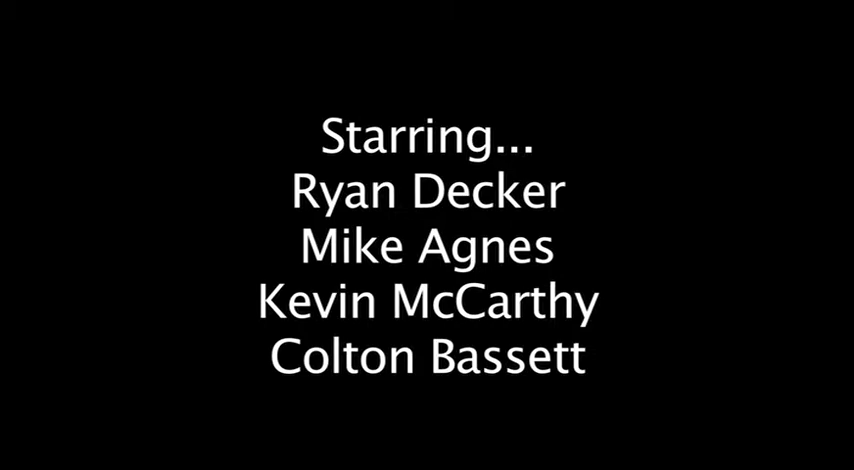 Starring...
Ryan Decker
Mike Agnes
Kevin McCarthy
Colton Bassett